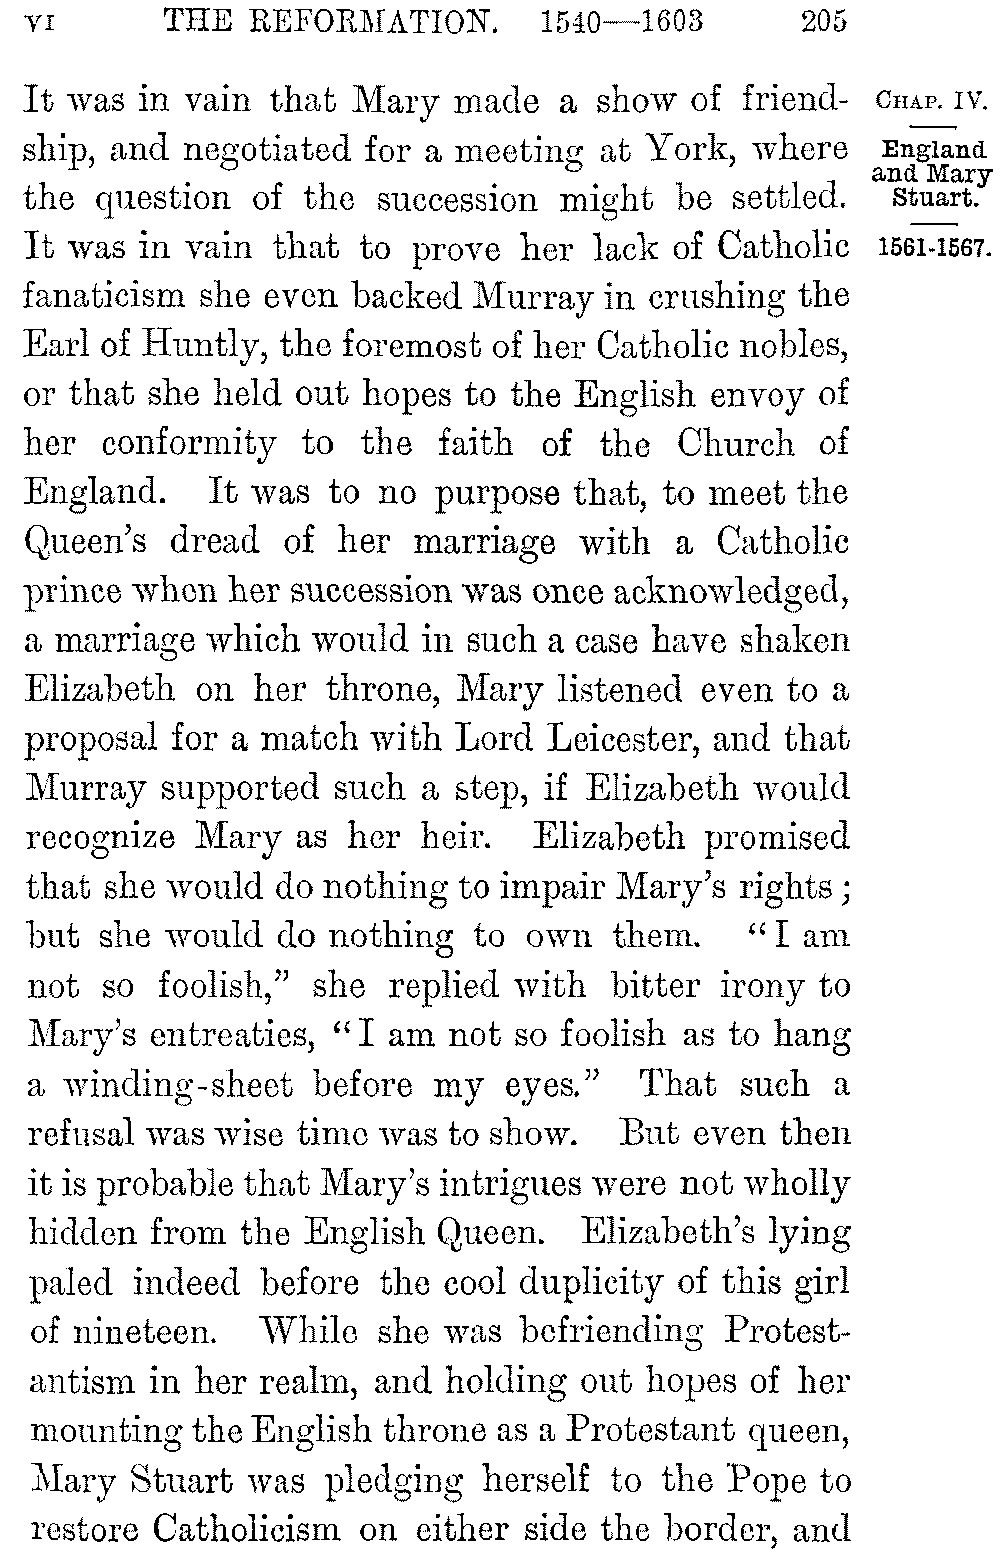 VI THE REFORMATION. 1540—1603 205
It was in vain that Mary made a show of friend-
ship, and negotiated for a meeting at York, where
the question of the succession might be settled.
It was in vain that to prove her lack of Catholic
fanaticism she even backed Murray in crushing the
Earl of Huntly, the foremost of her Catholic nobles,
or that she held out hopes to the English envoy of
her conformity to the faith of the Church of
England. It was to no purpose that, to meet the
Queen's dread of her marriage with a Catholic
prince when her succession was once acknowledged,
a marriage which would in such a case have shaken
Elizabeth on her throne, Mary listened even to a
proposal for a match with Lord Leicester, and that
Murray supported such a step, if Elizabeth would
recognize Mary as her heir. Elizabeth promised
that she would do nothing to impair Mary's rights;
but she would do nothing to own them. "I am
not so foolish," she replied with bitter irony to
Mary's entreaties, "I am not so foolish as to hang
a winding-sheet before my eyes." That such a
refusal was wise time was to show. But even then
it is probable that Mary's intrigues were not wholly
hidden from the English Queen. Elizabeth's lying
paled indeed before the cool duplicity of this girl
of nineteen. While she was befriending Protest-
antism in her realm, and holding out hopes of her
mounting the English throne as a Protestant queen,
Mary Stuart was pledging herself to the Pope to
restore Catholicism on either side the border, and
CHAP. IV.
England
and Mary
Stuart.
1561-1567.